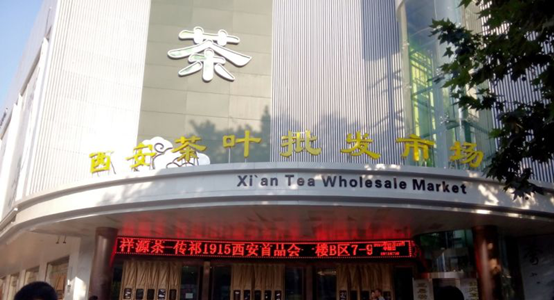 茶
西安茶叶批发市场
Xi'an Tea Wholesale Market
祥源茶 传祁1915西安首品会 一楼B区7-9